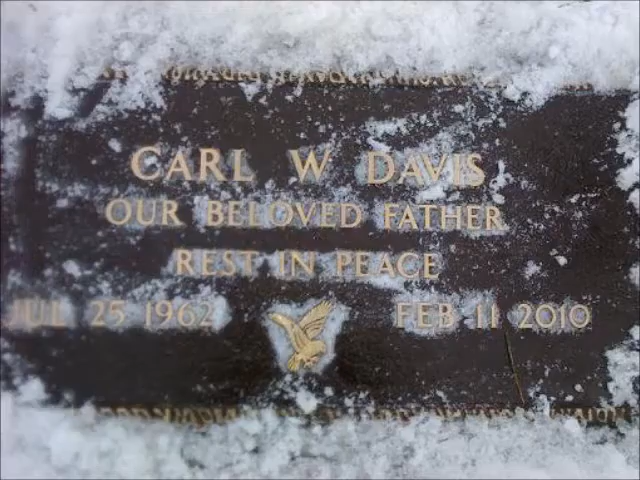 CARL W DAVIS
OUR BELOVED FATHER
REST IN PEACE
JUL 25 1962 FEB 11 2010